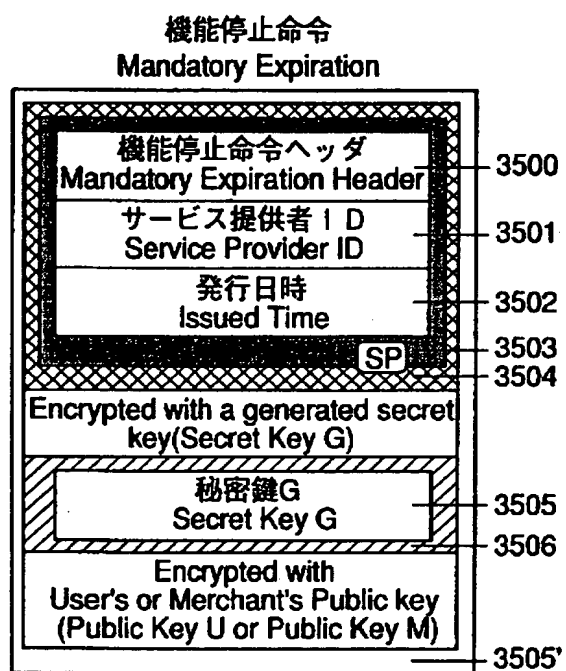 機能停止命令
Mandatory Expiration
機能停止命令ヘッダ
Mandatory Expiration Header
3500
サービス提供者ID
Service Provider ID
3501
発行日時
Issued Time
3502
3503
SP
3504
Encrypted with a generated secret
key(Secret Key G)
秘密鍵G
Secret Key G
3505
3506
Encrypted with
User's or Merchant's Public key
(Public Key U or Public Key M)
3505'